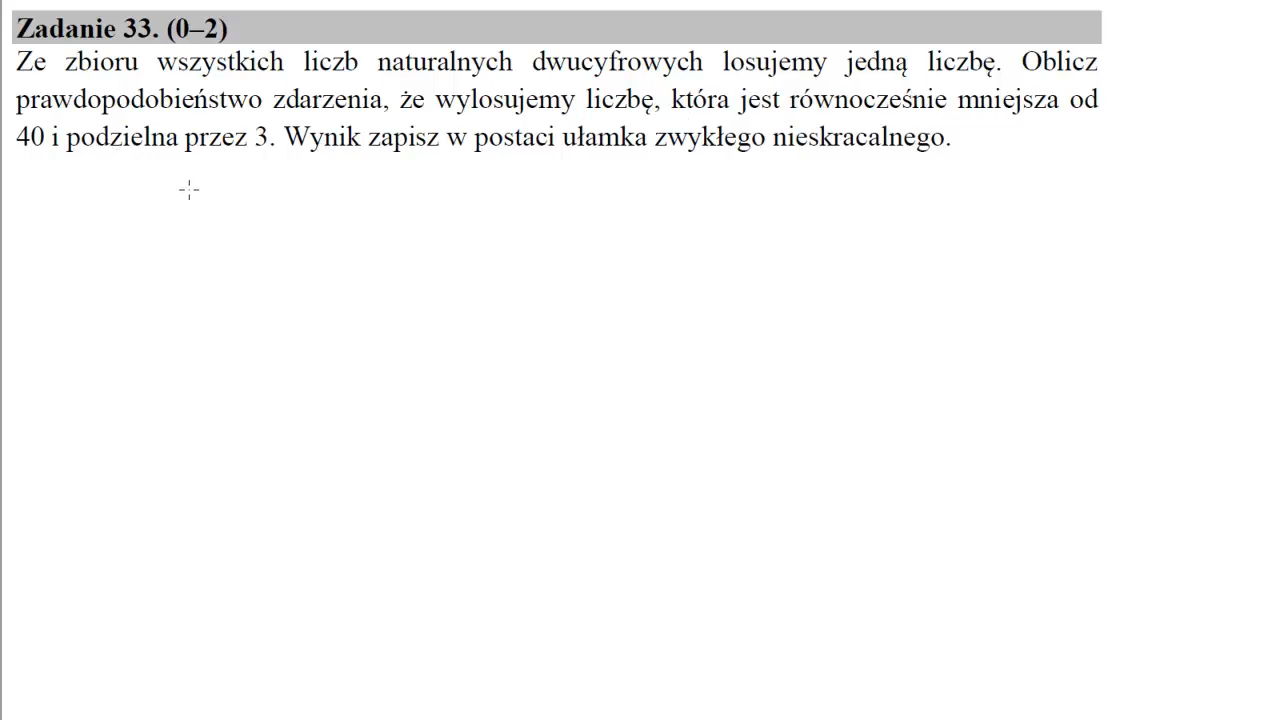 Zadanie 33. (0–2)
Ze zbioru wszystkich liczb naturalnych dwucyfrowych losujemy jedną liczbę. Oblicz
prawdopodobieństwo zdarzenia, że wylosujemy liczbę, która jest równocześnie mniejsza od
40 i podzielna przez 3. Wynik zapisz w postaci ułamka zwykłego nieskracalnego.